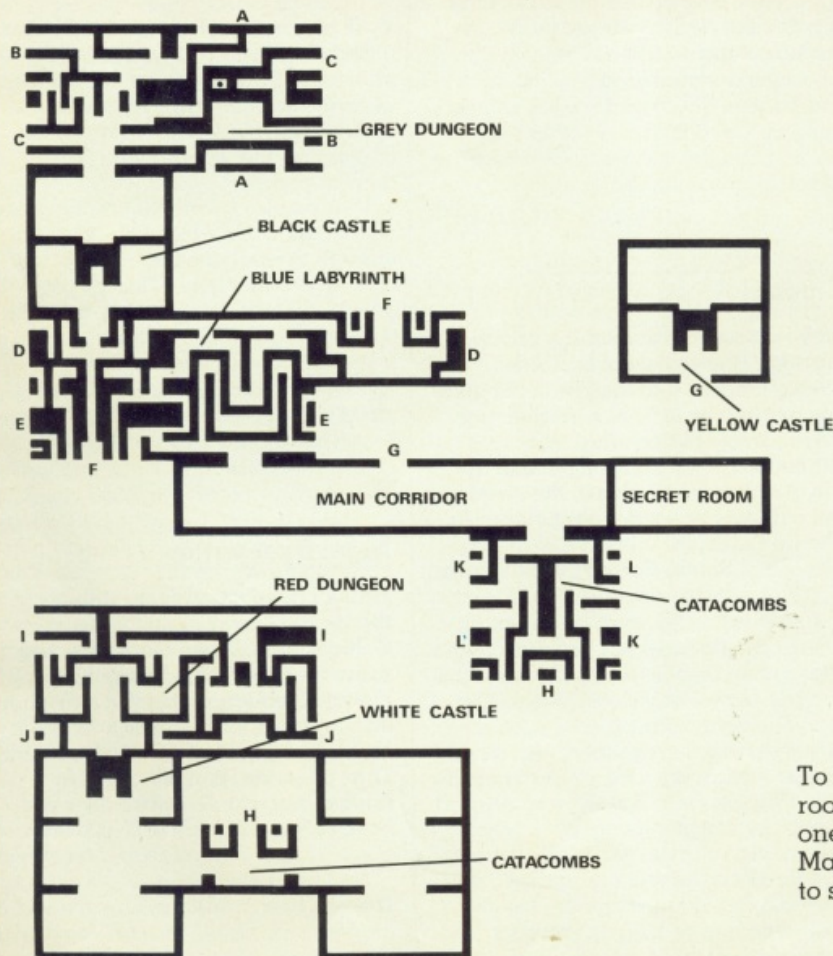 A
B
C
GREY DUNGEON
C
B
A
BLACK CASTLE
BLUE LABYRINTH
F
D
D
G
YELLOW CASTLE
E
E
F
G
MAIN CORRIDOR
SECRET ROOM
K
L
RED DUNGEON
CATACOMBS
I
I
L
K
H
WHITE CASTLE
J
J
H
CATACOMBS
To
roo
one
Ma
to s